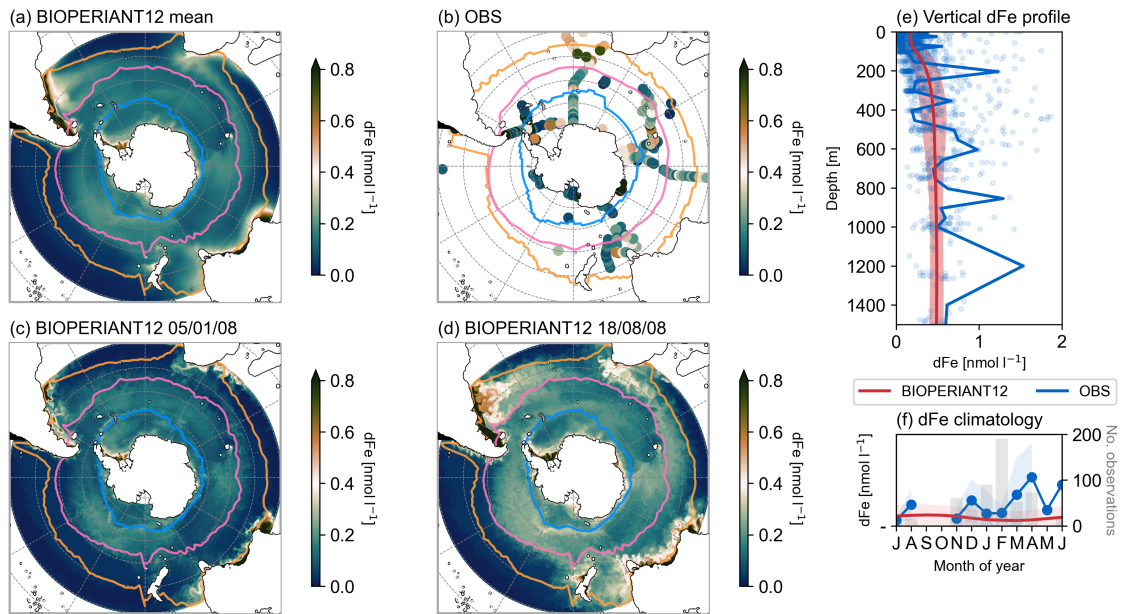 (a) BIOPERIANT12 mean
(b) OBS
(e) Vertical dFe profile
0.8
0.6
0.4
0.2
0.0
dFe [nmol l⁻¹]
0.8
0.6
0.4
0.2
0.0
dFe [nmol l⁻¹]
0
200
400
600
800
1000
1200
1400
Depth [m]
0
1
2
dFe [nmol l⁻¹]
(c) BIOPERIANT12 05/01/08
(d) BIOPERIANT12 18/08/08
0.8
0.6
0.4
0.2
0.0
dFe [nmol l⁻¹]
0.8
0.6
0.4
0.2
0.0
dFe [nmol l⁻¹]
BIOPERIANT12
OBS
(f) dFe climatology
dFe [nmol l⁻¹]
-
200
100
0
No. observations
J A S O N D J F M A M J
Month of year